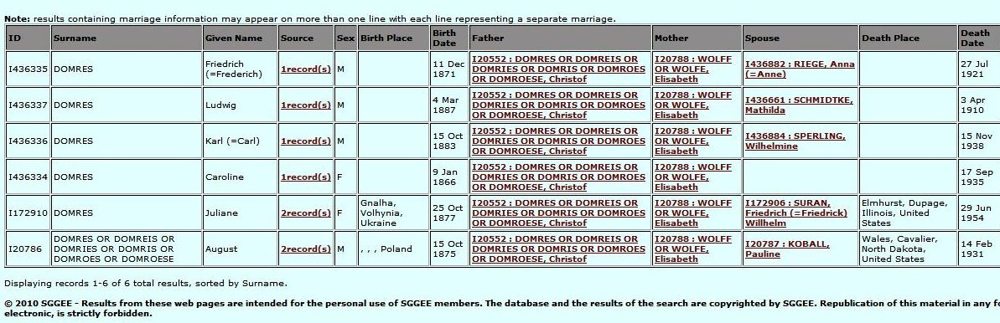 Note: results containing marriage information may appear on more than one line with each line representing a separate marriage.
ID Surname Given Name Source Sex Birth Place Birth Date Father Mother Spouse Death Place Death Date
I436335 DOMRES Friedrich (=Frederich) 1record(s) M 11 Dec 1871 I20552 : DOMRES OR DOMREIS OR DOMRIES OR DOMRIS OR DOMROES OR DOMROESE, Christof I20788 : WOLFF OR WOLFE, Elisabeth I436882 : RIEGE, Anna (=Anne) 27 Jul 1921
I436337 DOMRES Ludwig 1record(s) M 4 Mar 1887 I20552 : DOMRES OR DOMREIS OR DOMRIES OR DOMRIS OR DOMROES OR DOMROESE, Christof I20788 : WOLFF OR WOLFE, Elisabeth I436661 : SCHMIDTKE, Mathilda 3 Apr 1910
I436336 DOMRES Karl (=Carl) 1record(s) M 15 Oct 1883 I20552 : DOMRES OR DOMREIS OR DOMRIES OR DOMRIS OR DOMROES OR DOMROESE, Christof I20788 : WOLFF OR WOLFE, Elisabeth I436884 : SPERLING, Wilhelmine 15 Nov 1938
I436334 DOMRES Caroline 1record(s) F 9 Jan 1866 I20552 : DOMRES OR DOMREIS OR DOMRIES OR DOMRIS OR DOMROES OR DOMROESE, Christof I20788 : WOLFF OR WOLFE, Elisabeth 17 Sep 1935
I172910 DOMRES Juliane 2record(s) F Gnalha, Volhynia, Ukraine 25 Oct 1877 I20552 : DOMRES OR DOMREIS OR DOMRIES OR DOMRIS OR DOMROES OR DOMROESE, Christof I20788 : WOLFF OR WOLFE, Elisabeth I172906 : SURAN, Friedrich (=Friedrick) Willhelm Elmhurst, Dupage, Illinois, United States 29 Jun 1954
I20786 DOMRES OR DOMREIS OR DOMRIES OR DOMRIS OR DOMROES OR DOMROESE August 2record(s) M , , , Poland 15 Oct 1875 I20552 : DOMRES OR DOMREIS OR DOMRIES OR DOMRIS OR DOMROES OR DOMROESE, Christof I20788 : WOLFF OR WOLFE, Elisabeth I20787 : KOBALL, Pauline Wales, Cavalier, North Dakota, United States 14 Feb 1931
Displaying records 1-6 of 6 total results, sorted by Surname.
© 2010 SGGEE - Results from these web pages are intended for the personal use of SGGEE members. The database and the results of the search are copyrighted by SGGEE. Republication of this material in any
electronic, is strictly forbidden.